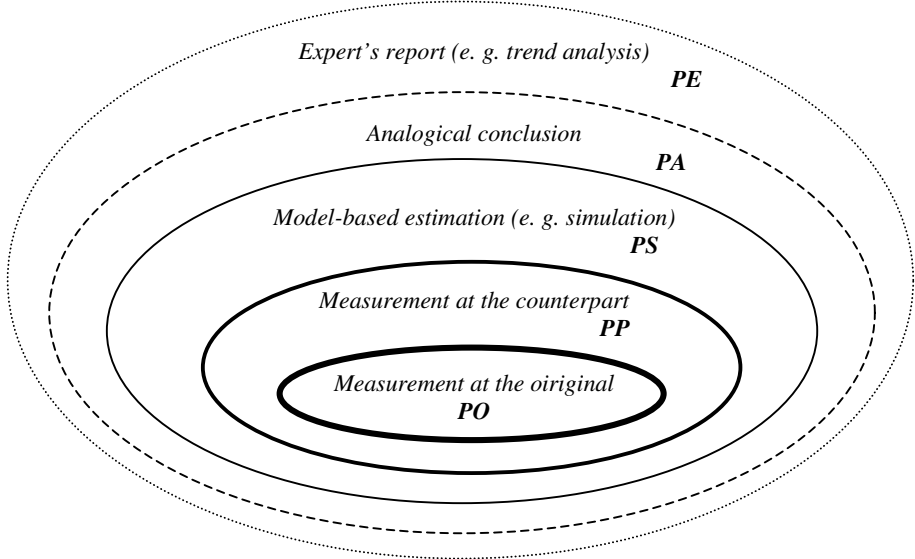 Expert’s report (e. g. trend analysis)
PE
Analogical conclusion
PA
Model-based estimation (e. g. simulation)
PS
Measurement at the counterpart
PP
Measurement at the oiriginal
PO